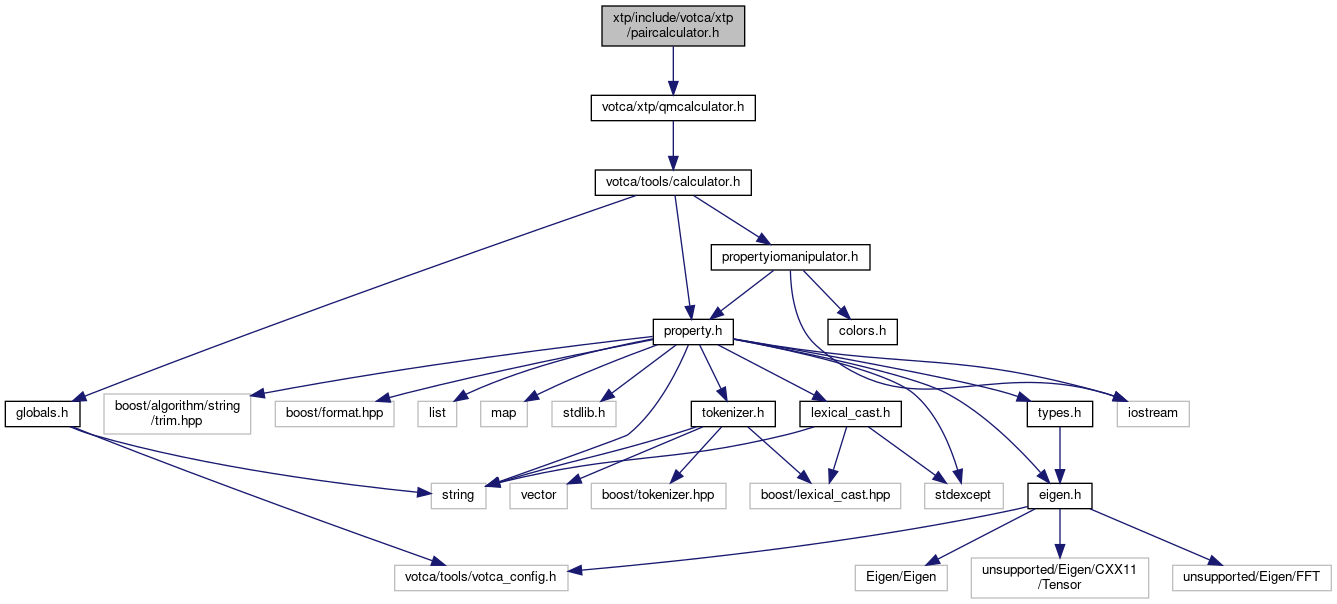 xtp/include/votca/xtp
/paircalculator.h
votca/xtp/qmcalculator.h
votca/tools/calculator.h
propertyiomanipulator.h
property.h
colors.h
globals.h
boost/algorithm/string
/trim.hpp
boost/format.hpp
list
map
stdlib.h
tokenizer.h
lexical_cast.h
types.h
iostream
string
vector
boost/tokenizer.hpp
boost/lexical_cast.hpp
stdexcept
eigen.h
votca/tools/votca_config.h
Eigen/Eigen
unsupported/Eigen/CXX11
/Tensor
unsupported/Eigen/FFT